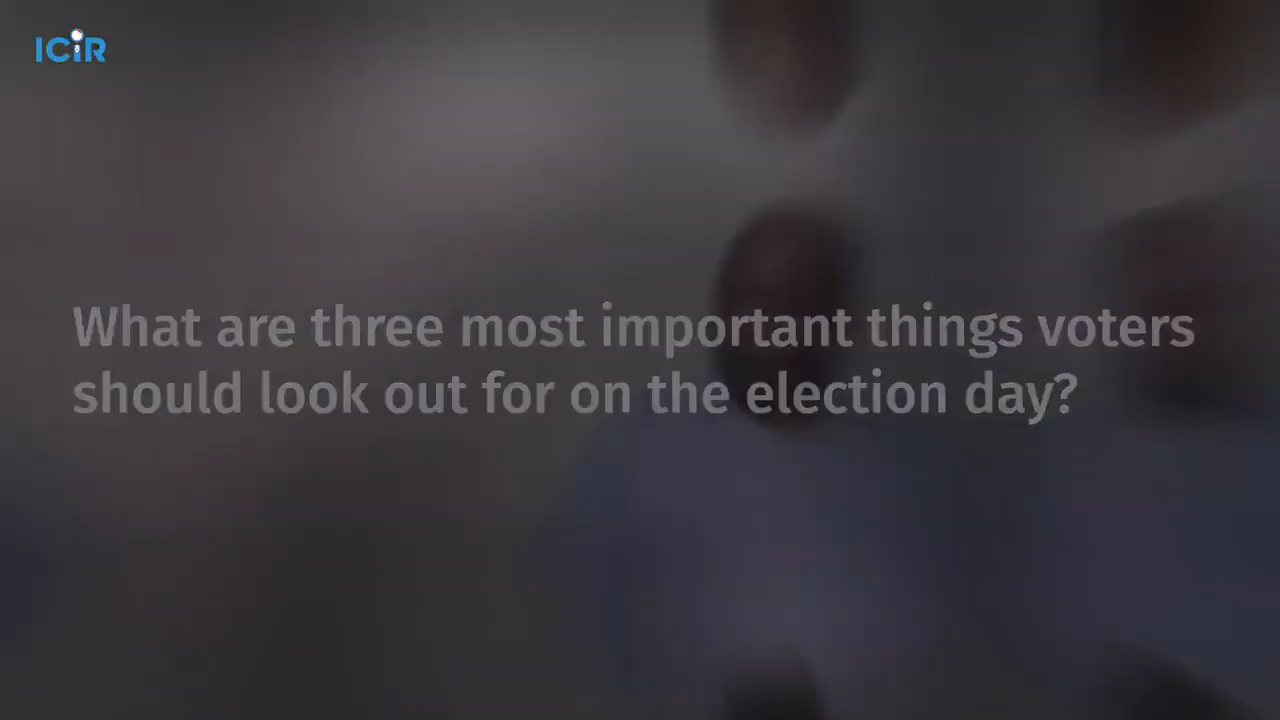 ICiR
What are three most important things voters
should look out for on the election day?